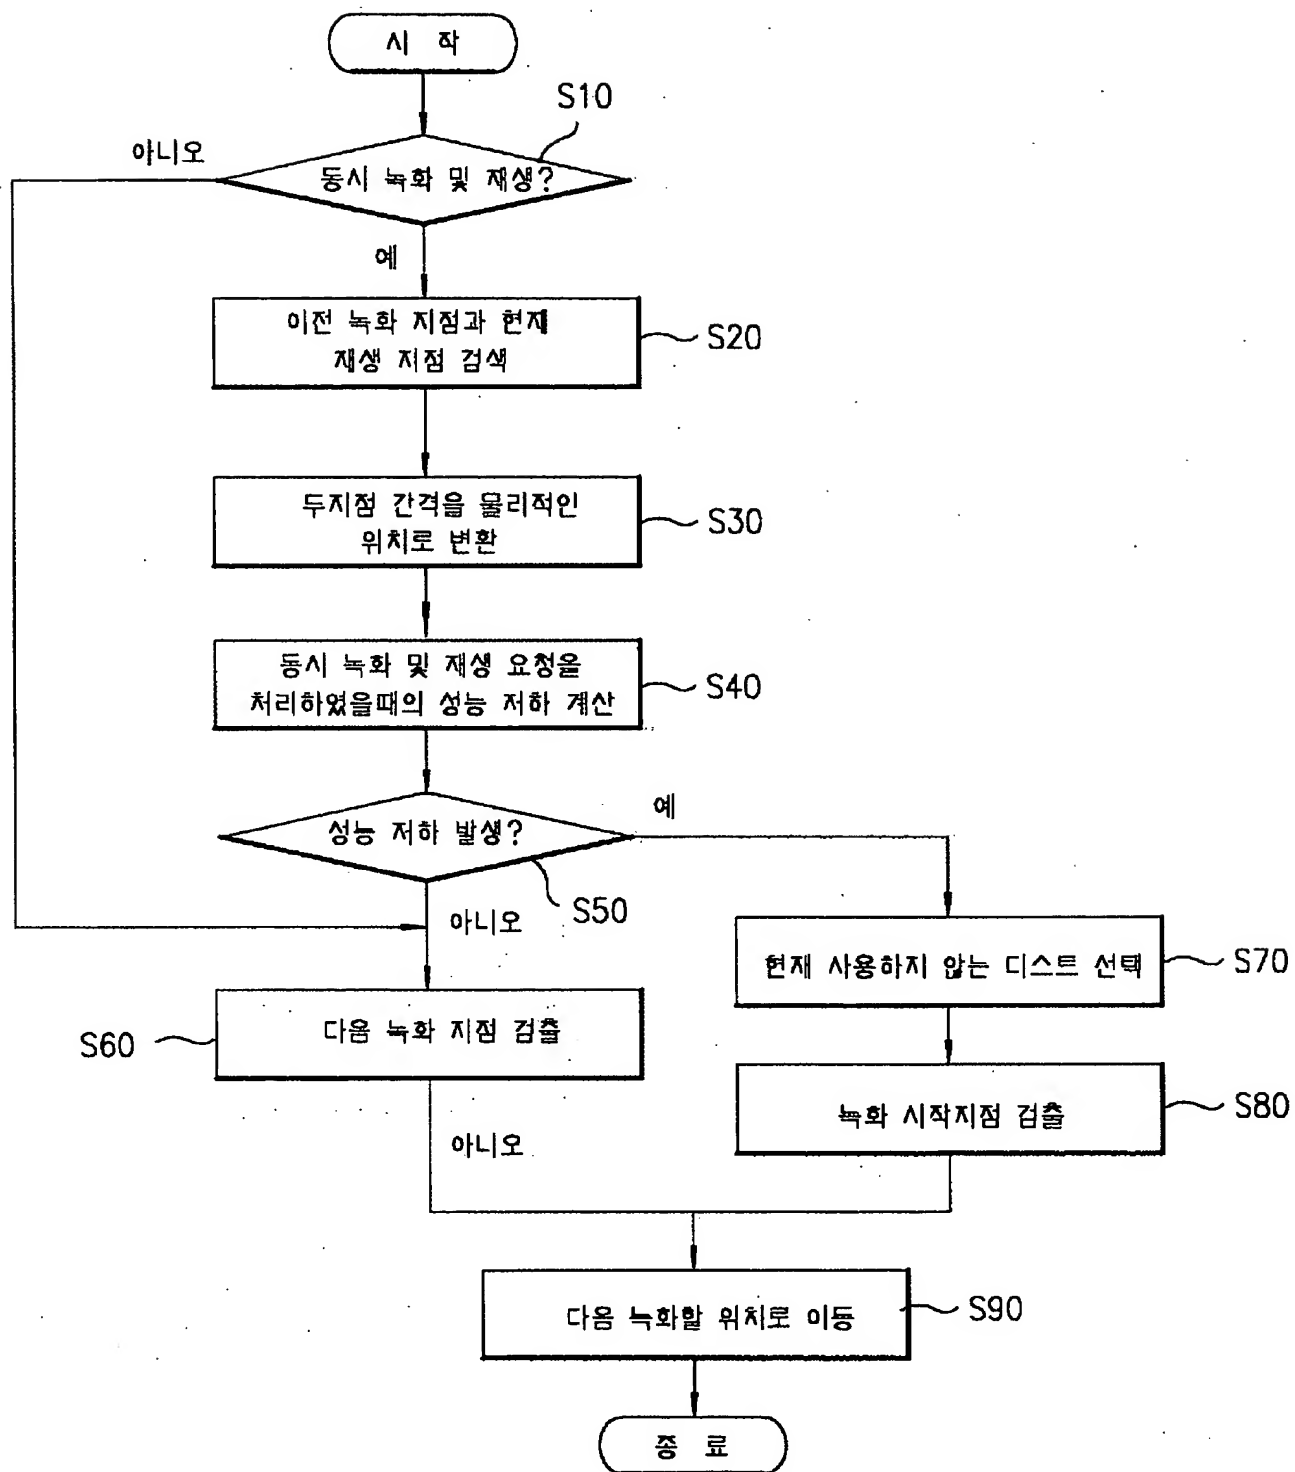 시 작
S10
아니오
동시 녹화 및 재생?
예
이전 녹화 지점과 현재
재생 지점 검색
S20
두지점 간격을 물리적인
위치로 변환
S30
동시 녹화 및 재생 요청을
처리하였을때의 성능 저하 계산
S40
예
성능 저하 발생?
S50
아니오
현재 사용하지 않는 디스트 선택
S70
다음 녹화 지점 검출
S60
녹화 시작지점 검출
S80
아니오
다음 녹화할 위치로 이동
S90
종 료